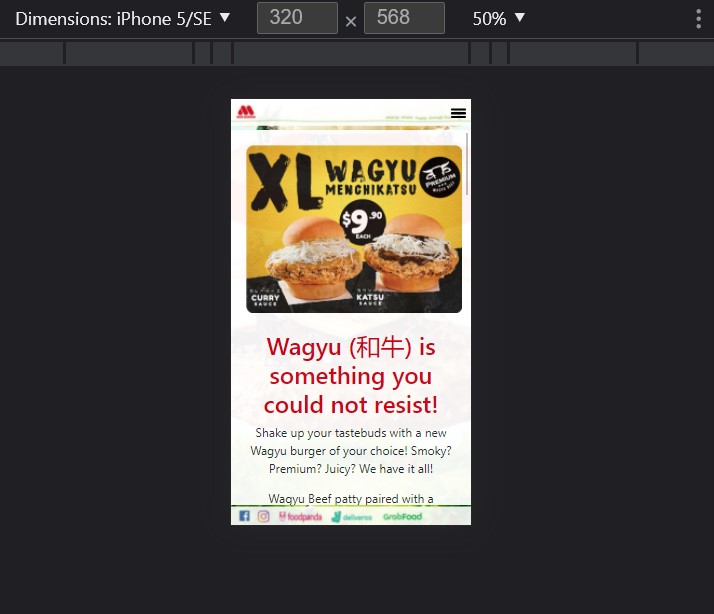 Dimensions: iPhone 5/SE ▼ 320 × 568 50% ▼
XL WAGYU
MENCHIKATSU
PREMIUM
$9.90
EACH
CURRY
SAUCE
KATSU
SAUCE
Wagyu (和牛) is
something you
could not resist!
Shake up your tastebuds with a new
Wagyu burger of your choice! Smoky?
Premium? Juicy? We have it all!
Wagyu Beef patty paired with a
foodpanda deliveroo GrabFood